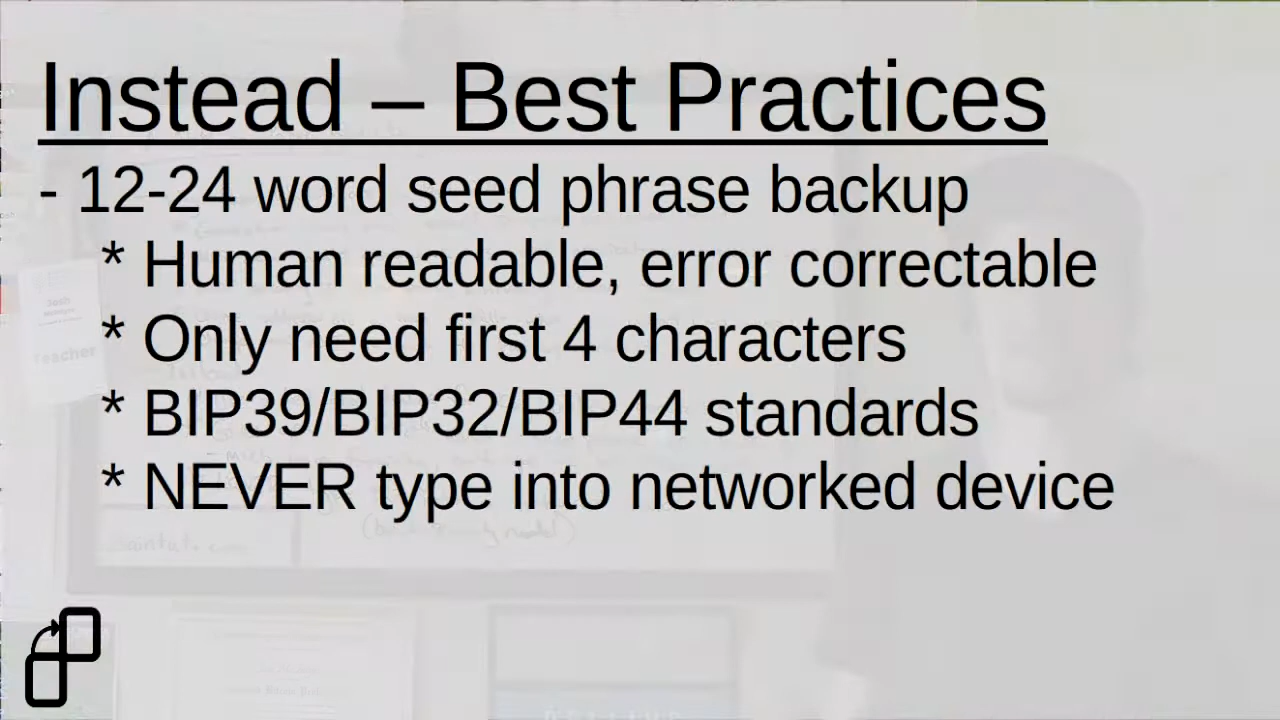 Instead – Best Practices
- 12-24 word seed phrase backup
* Human readable, error correctable
* Only need first 4 characters
* BIP39/BIP32/BIP44 standards
* NEVER type into networked device
Teacher